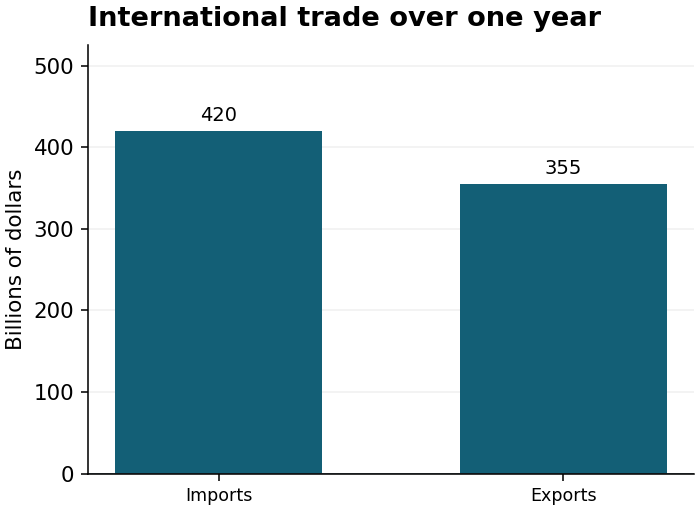 International trade over one year
Billions of dollars
500
400
300
200
100
0
420
355
Imports
Exports